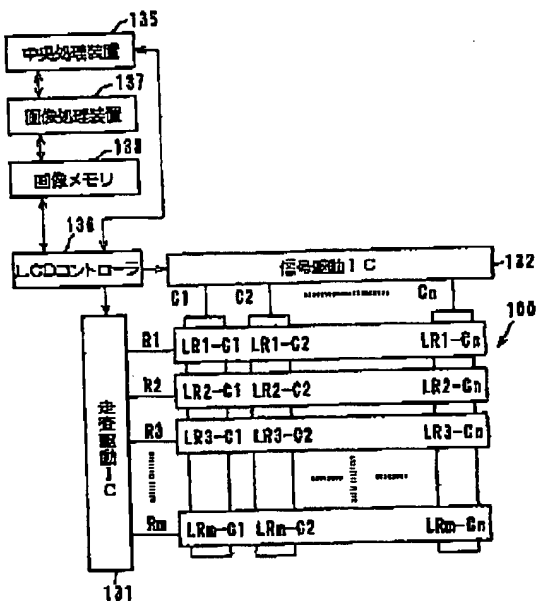 135
中央処理装置
137
画像処理装置
138
画像メモリ
136
LCDコントローラ
信号駆動IC
132
C1 C2 Cn
100
R1 LR1-C1 LR1-C2 LR1-Cn
R2 LR2-C1 LR2-C2 LR2-Cn
R3 LR3-C1 LR3-C2 LR3-Cn
Rm LRm-C1 LRm-C2 LRm-Cn
走査駆動IC
131